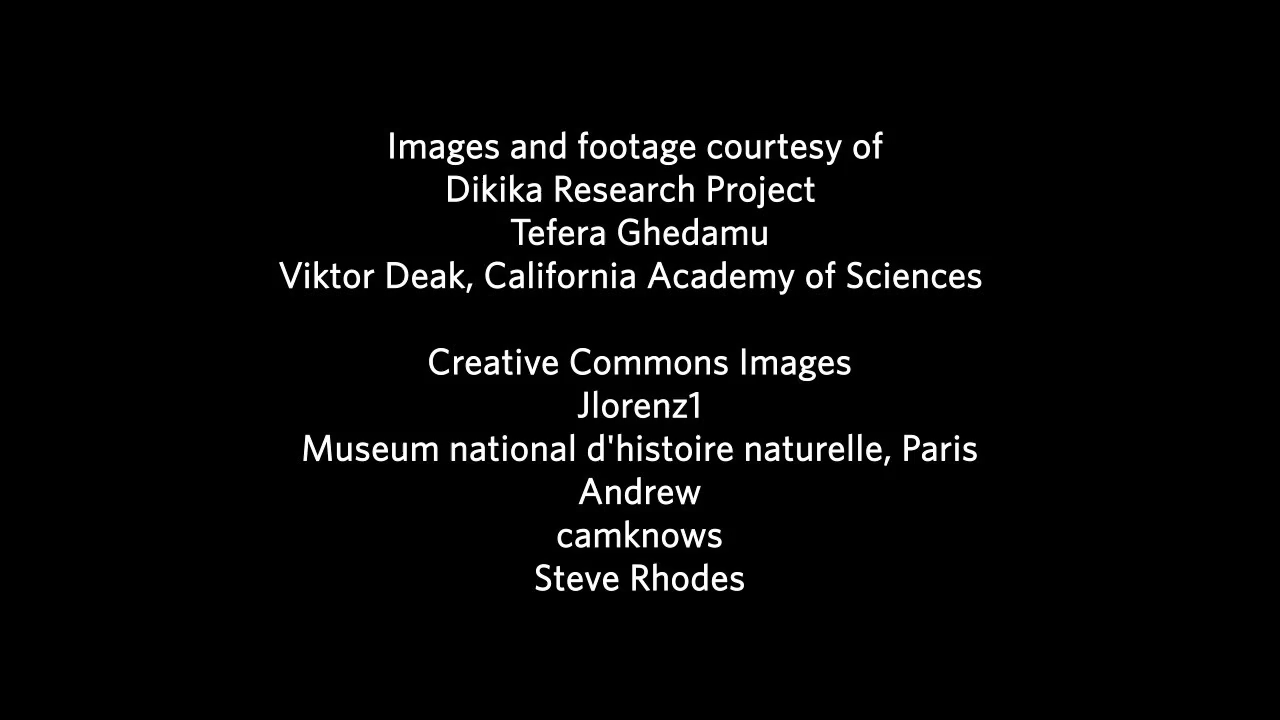 Images and footage courtesy of
Dikika Research Project
Tefera Ghedamu
Viktor Deak, California Academy of Sciences
Creative Commons Images
Jlorenz1
Museum national d'histoire naturelle, Paris
Andrew
camknows
Steve Rhodes